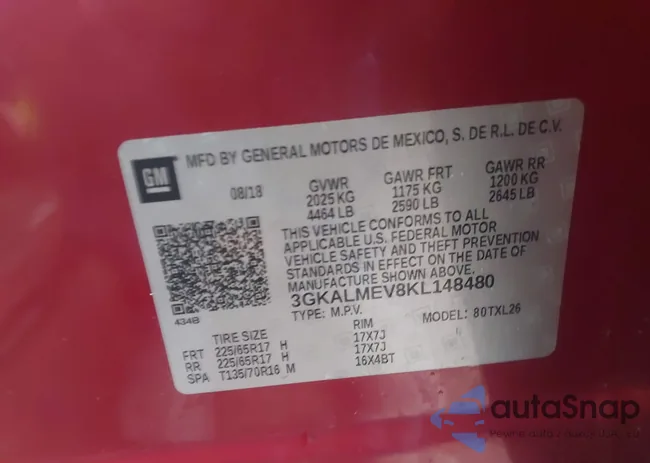 GM
MFD BY GENERAL MOTORS DE MEXICO, S. DE R.L. DE C.V.
08/18 GVWR GAWR FRT GAWR RR
2025 KG 1175 KG 1200 KG
4464 LB 2590 LB 2645 LB
THIS VEHICLE CONFORMS TO ALL
APPLICABLE U.S. FEDERAL MOTOR
VEHICLE SAFETY AND THEFT PREVENTION
STANDARDS IN EFFECT ON THE DATE OF
MANUFACTURE SHOWN ABOVE.
3GKALMEV8KL148480
TYPE: M.P.V. MODEL: 80TXL26
434B
TIRE SIZE RIM
FRT 225/65R17 H 17X7J
RR 225/65R17 H 17X7J
SPA T135/70R16 M 16X4BT
autoSnap